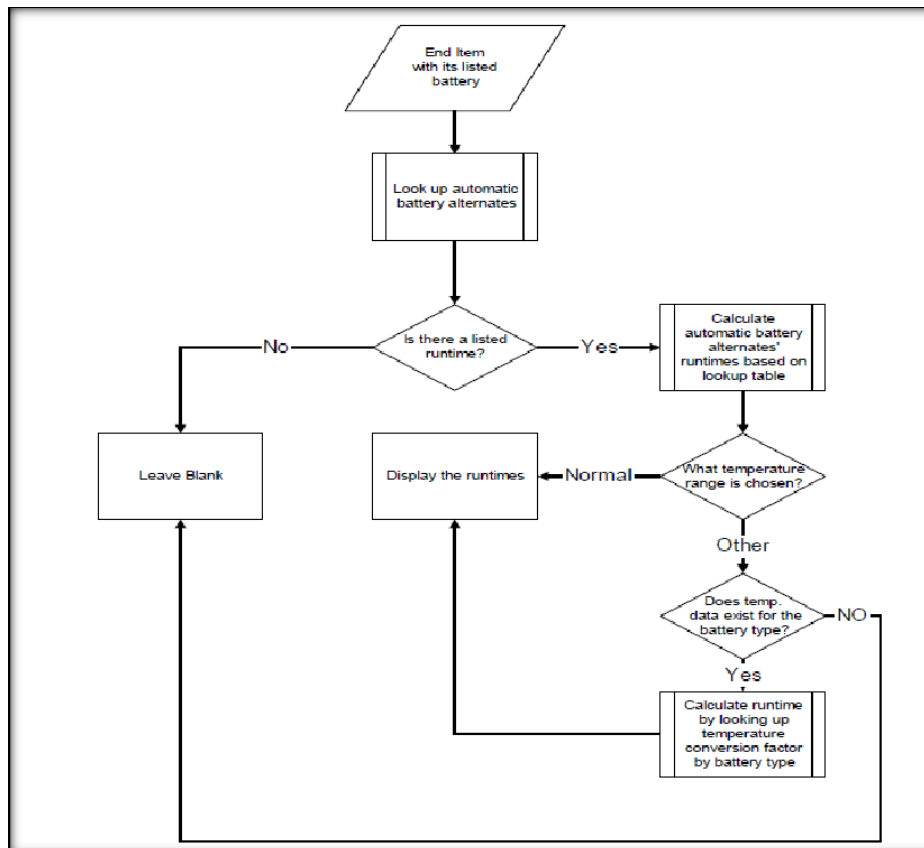 End Item
with its listed
battery
Look up automatic
battery alternates
Is there a listed
runtime?
No
Yes
Calculate
automatic battery
alternates'
runtimes based on
lookup table
Leave Blank
Display the runtimes
Normal
What temperature
range is chosen?
Other
Does temp.
data exist for the
battery type?
NO
Yes
Calculate runtime
by looking up
temperature
conversion factor
by battery type